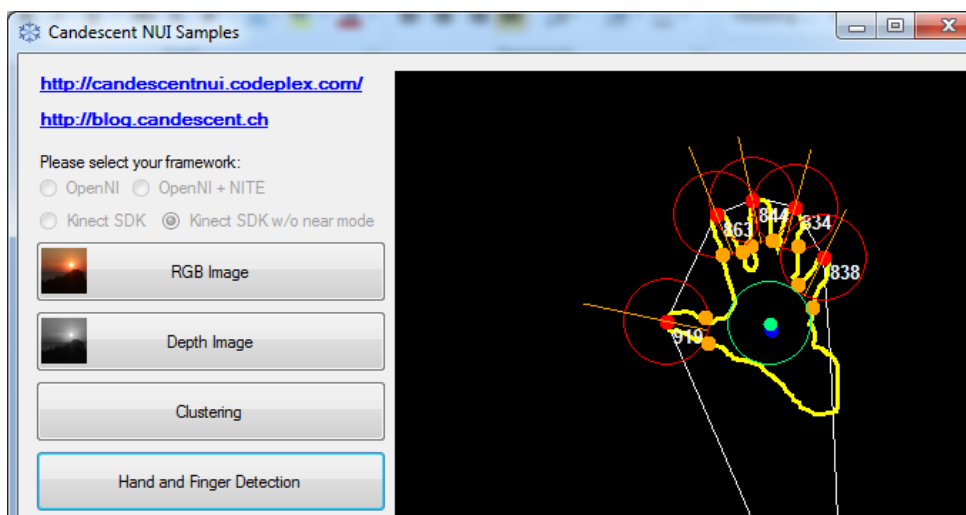 Candescent NUI Samples
http://candescentnui.codeplex.com/
http://blog.candescent.ch
Please select your framework:
OpenNI OpenNI + NITE
Kinect SDK Kinect SDK w/o near mode
RGB Image
Depth Image
Clustering
Hand and Finger Detection
863 844 834
838
919